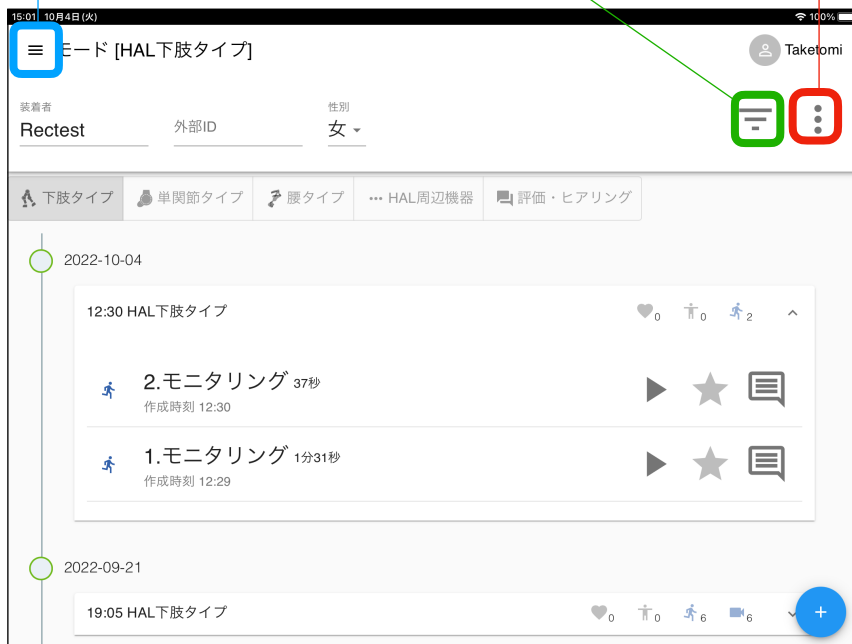 15:01 10月4日(火) 100%
モード [HAL下肢タイプ] Taketomi
装着者 性別
Rectest 外部ID 女
下肢タイプ 単関節タイプ 腰タイプ HAL周辺機器 評価・ヒアリング
2022-10-04
12:30 HAL下肢タイプ 0 0 2
2.モニタリング 37秒
作成時刻 12:30
1.モニタリング 1分31秒
作成時刻 12:29
2022-09-21
19:05 HAL下肢タイプ 0 0 6 6